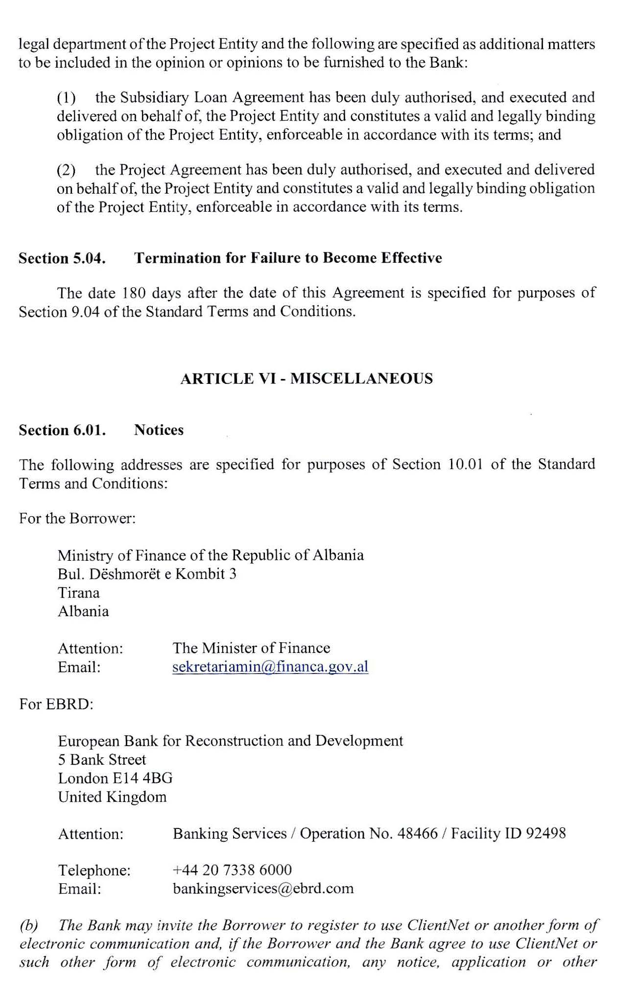 legal department of the Project Entity and the following are specified as additional matters
to be included in the opinion or opinions to be furnished to the Bank:
(1) the Subsidiary Loan Agreement has been duly authorised, and executed and
delivered on behalf of, the Project Entity and constitutes a valid and legally binding
obligation of the Project Entity, enforceable in accordance with its terms; and
(2) the Project Agreement has been duly authorised, and executed and delivered
on behalf of, the Project Entity and constitutes a valid and legally binding obligation
of the Project Entity, enforceable in accordance with its terms.
Section 5.04. Termination for Failure to Become Effective
The date 180 days after the date of this Agreement is specified for purposes of
Section 9.04 of the Standard Terms and Conditions.
ARTICLE VI - MISCELLANEOUS
Section 6.01. Notices
The following addresses are specified for purposes of Section 10.01 of the Standard
Terms and Conditions:
For the Borrower:
Ministry of Finance of the Republic of Albania
Bul. Dëshmorët e Kombit 3
Tirana
Albania
Attention: The Minister of Finance
Email: sekretariamin@financa.gov.al
For EBRD:
European Bank for Reconstruction and Development
5 Bank Street
London E14 4BG
United Kingdom
Attention: Banking Services / Operation No. 48466 / Facility ID 92498
Telephone: +44 20 7338 6000
Email: bankingservices@ebrd.com
(b) The Bank may invite the Borrower to register to use ClientNet or another form of
electronic communication and, if the Borrower and the Bank agree to use ClientNet or
such other form of electronic communication, any notice, application or other